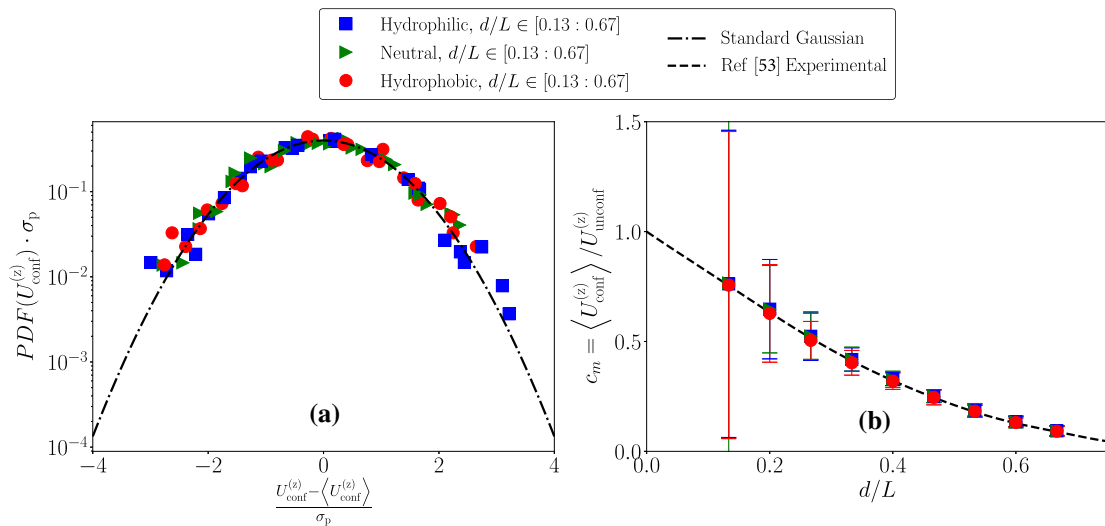 Hydrophilic, d/L ∈ [0.13 : 0.67]
Neutral, d/L ∈ [0.13 : 0.67]
Hydrophobic, d/L ∈ [0.13 : 0.67]
Standard Gaussian
Ref [53] Experimental
PDF(U_conf^(z)) · σ_p
10^−1
10^−2
10^−3
10^−4
−4
−2
0
2
4
(a)
U_conf^(z) − ⟨U_conf^(z)⟩
σ_p
c_m = ⟨U_conf^(z)⟩ / U_unconf^(z)
1.5
1.0
0.5
0.0
0.0
0.2
0.4
0.6
(b)
d/L